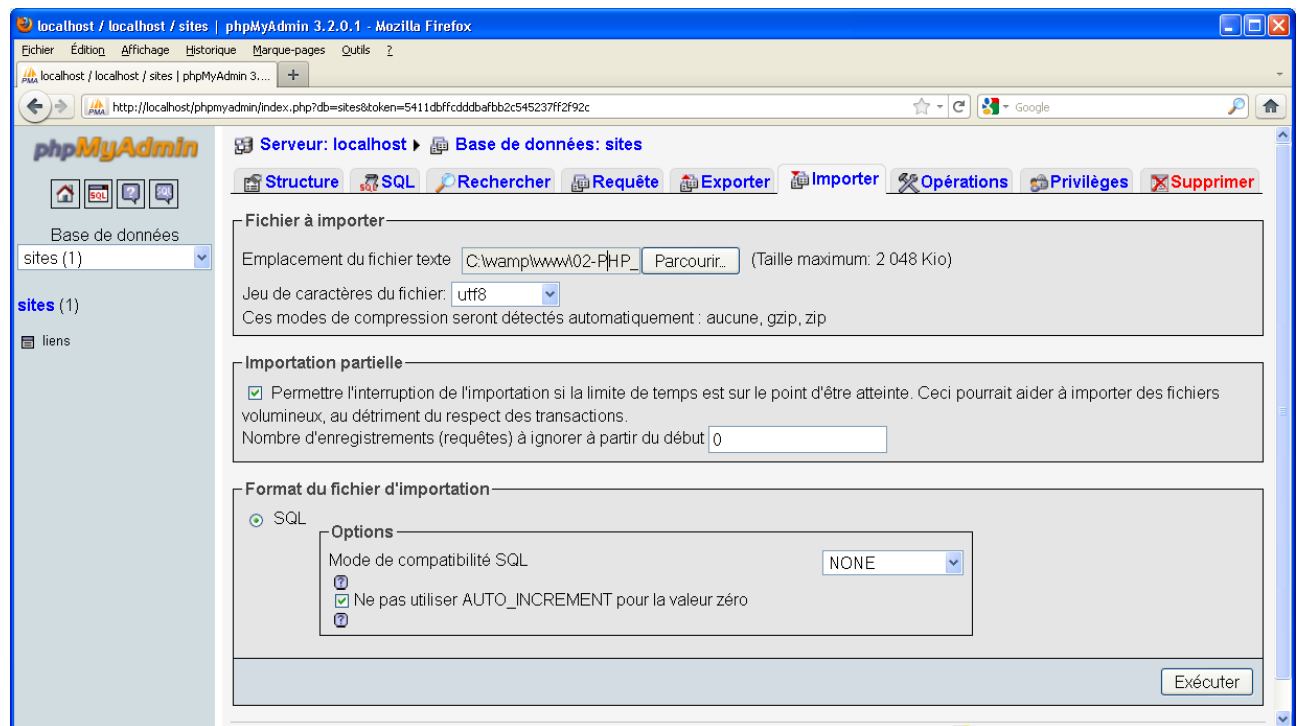 localhost / localhost / sites | phpMyAdmin 3.2.0.1 - Mozilla Firefox
Fichier Édition Affichage Historique Marque-pages Outils ?
PMA localhost / localhost / sites | phpMyAdmin 3.... +
PMA http://localhost/phpmyadmin/index.php?db=sites&token=5411dbffcdddbafbb2c545237ff2f92c Google
phpMyAdmin
Serveur: localhost Base de données: sites
Structure SQL Rechercher Requête Exporter Importer Opérations Privilèges Supprimer
SQL SQL
Base de données
sites (1)
sites (1)
liens
Fichier à importer
Emplacement du fichier texte C:\wamp\www\02-PHP_ Parcourir... (Taille maximum: 2 048 Kio)
Jeu de caractères du fichier: utf8
Ces modes de compression seront détectés automatiquement : aucune, gzip, zip
Importation partielle
Permettre l'interruption de l'importation si la limite de temps est sur le point d'être atteinte. Ceci pourrait aider à importer des fichiers
volumineux, au détriment du respect des transactions.
Nombre d'enregistrements (requêtes) à ignorer à partir du début 0
Format du fichier d'importation
SQL
Options
Mode de compatibilité SQL NONE
Ne pas utiliser AUTO_INCREMENT pour la valeur zéro
Exécuter